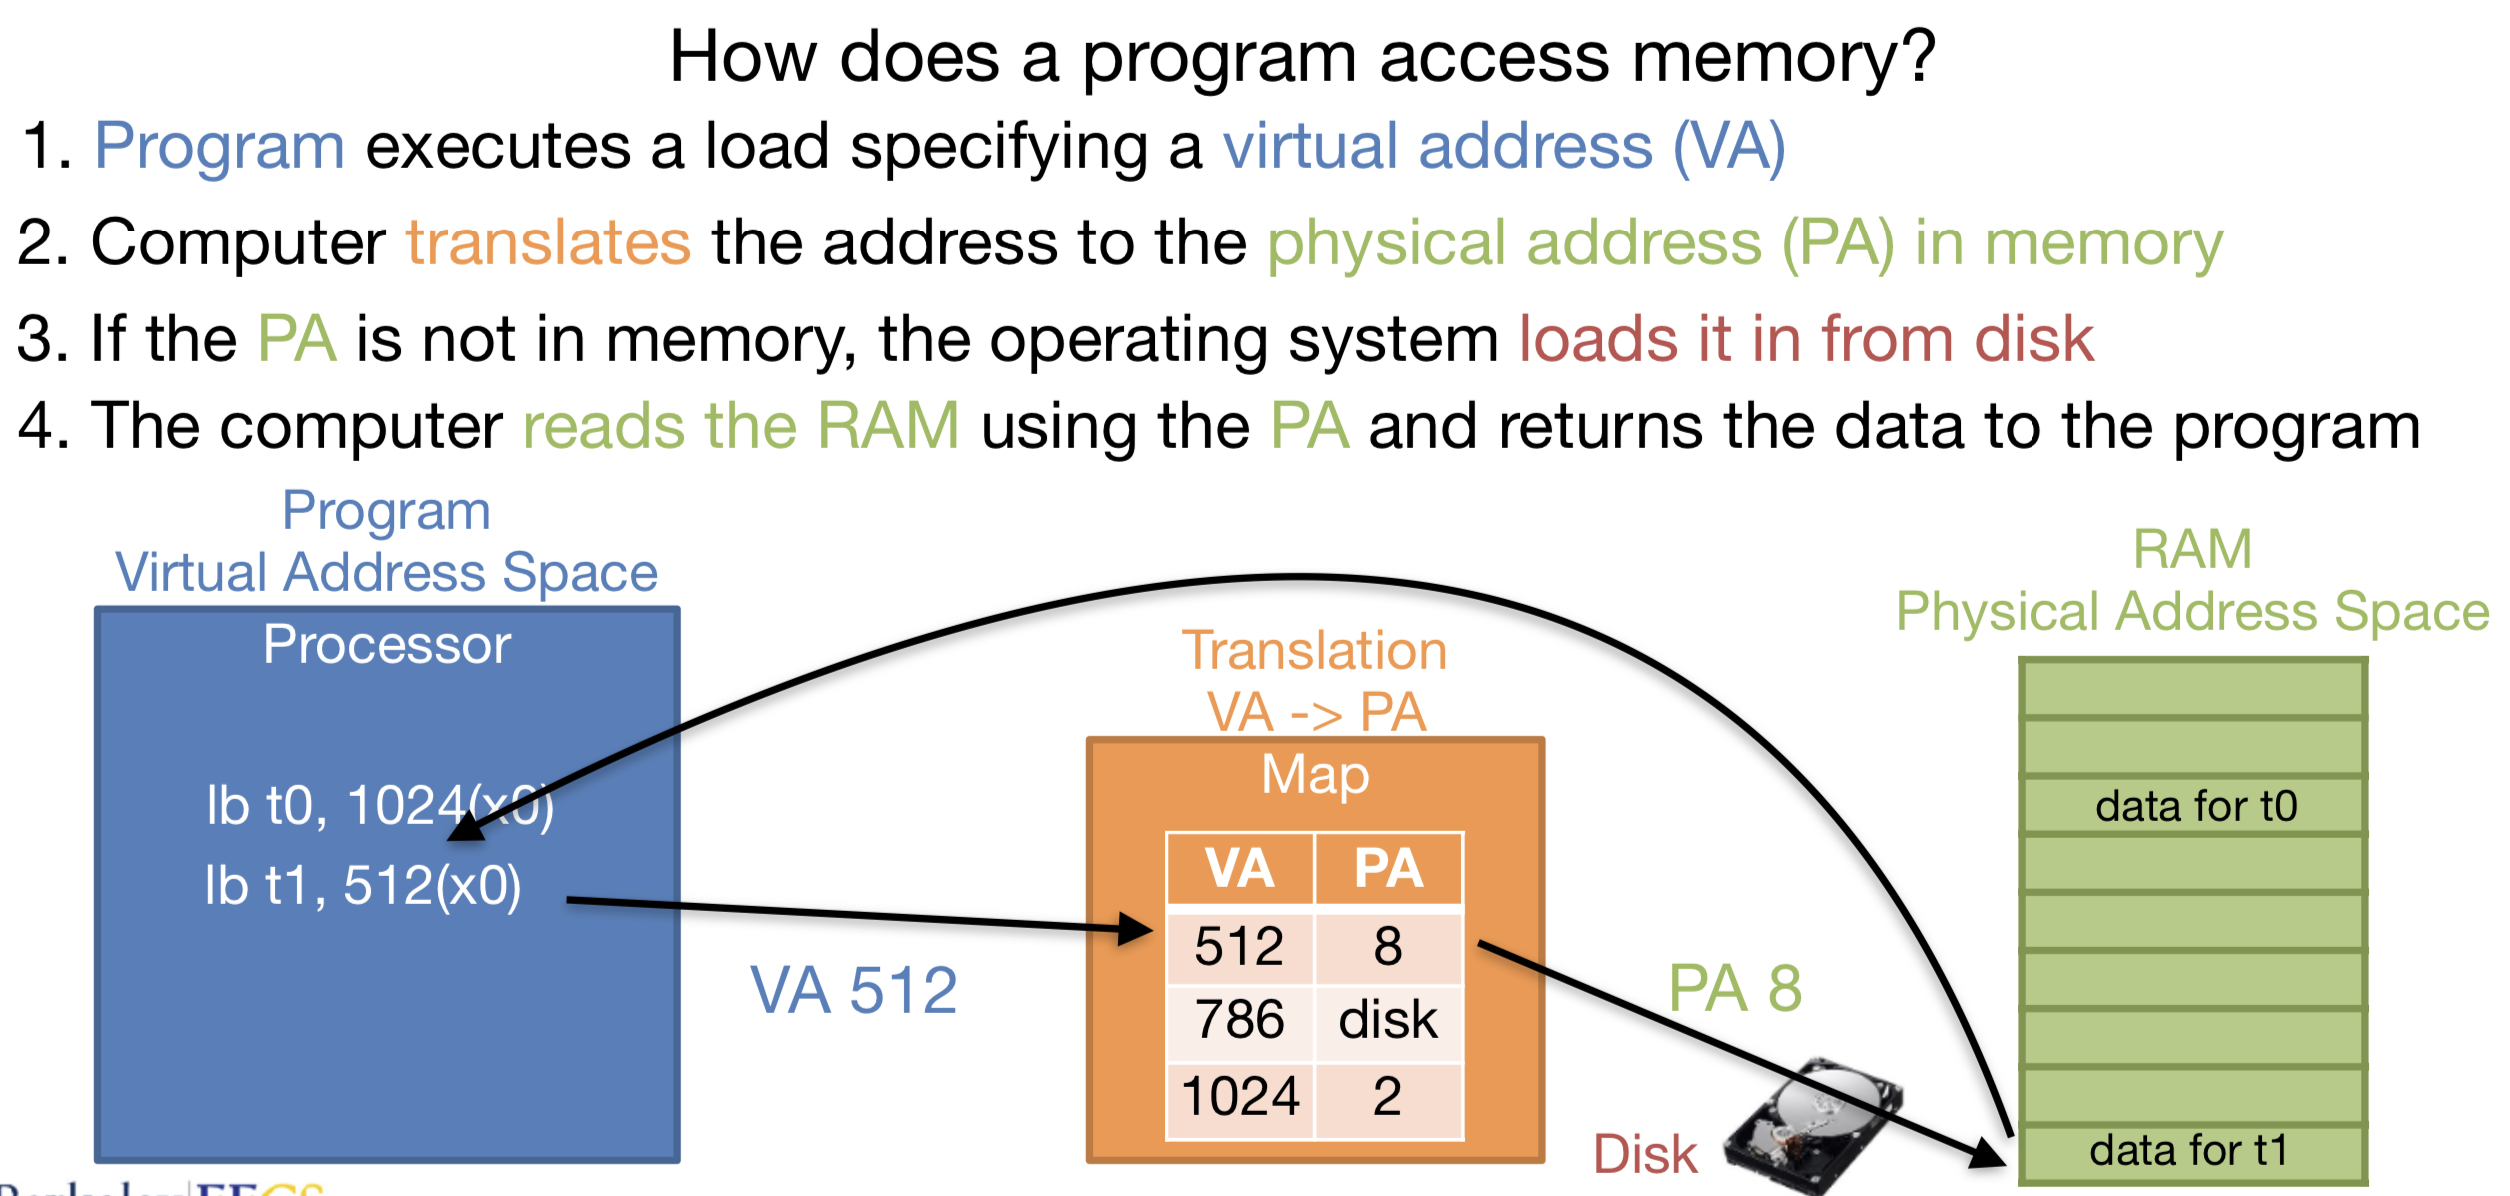 How does a program access memory?
1. Program executes a load specifying a virtual address (VA)
2. Computer translates the address to the physical address (PA) in memory
3. If the PA is not in memory, the operating system loads it in from disk
4. The computer reads the RAM using the PA and returns the data to the program
Program
Virtual Address Space
Processor
lb t0, 1024(x0)
lb t1, 512(x0)
VA 512
Translation
VA -> PA
Map
VA PA
512 8
786 disk
1024 2
PA 8
Disk
RAM
Physical Address Space
data for t0
data for t1